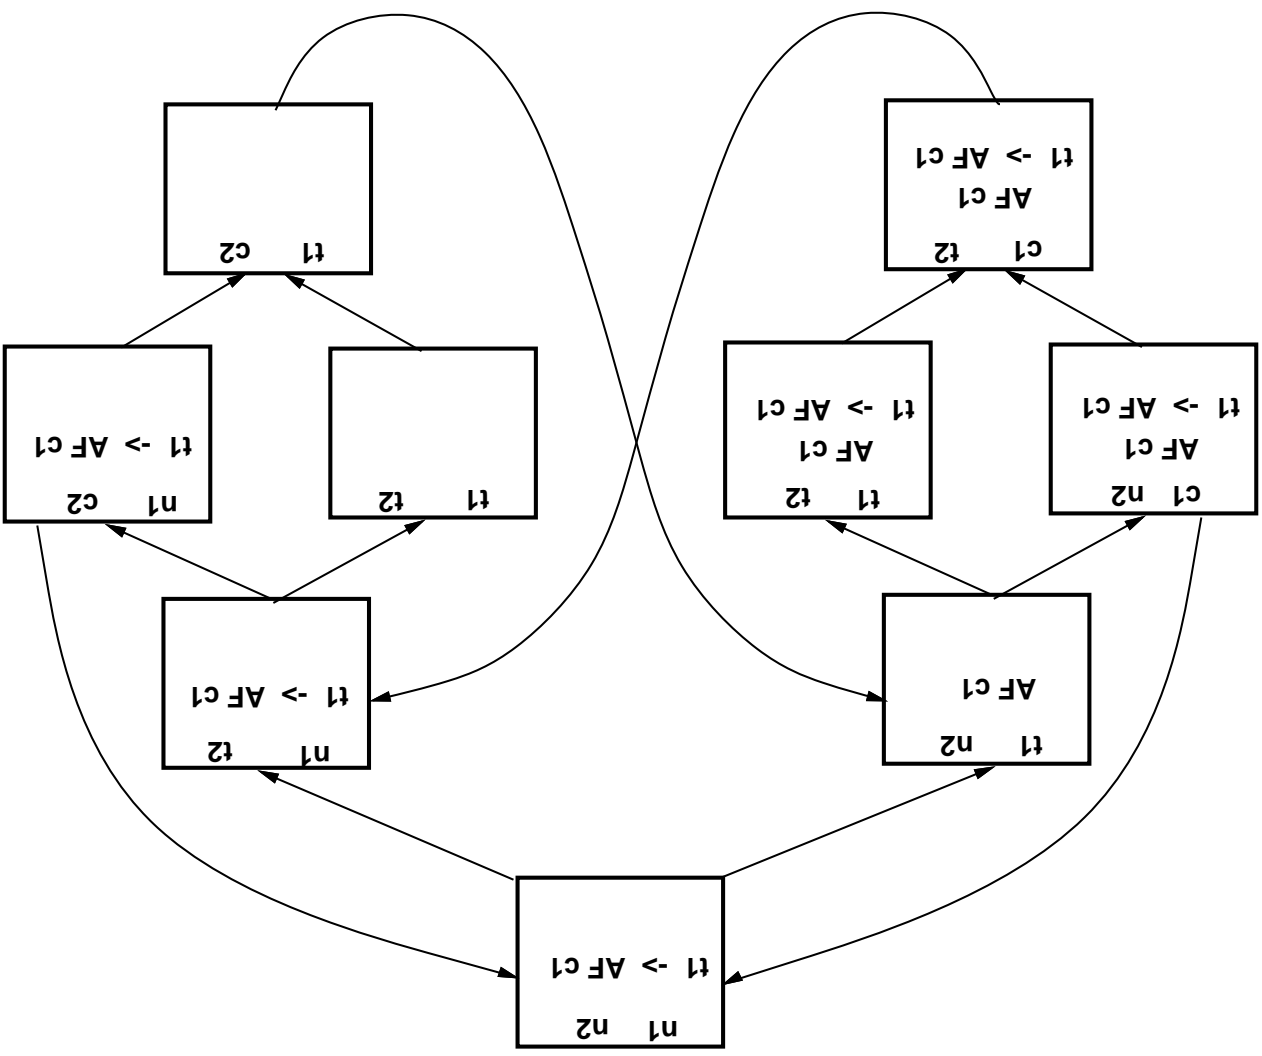 n1 n2
t1 -> AF c1
t1 n2
AF c1
n1 t2
t1 -> AF c1
c1 n2
AF c1
t1 -> AF c1
t1 t2
AF c1
t1 -> AF c1
t1 t2
n1 c2
t1 -> AF c1
c1 t2
AF c1
t1 -> AF c1
t1 c2